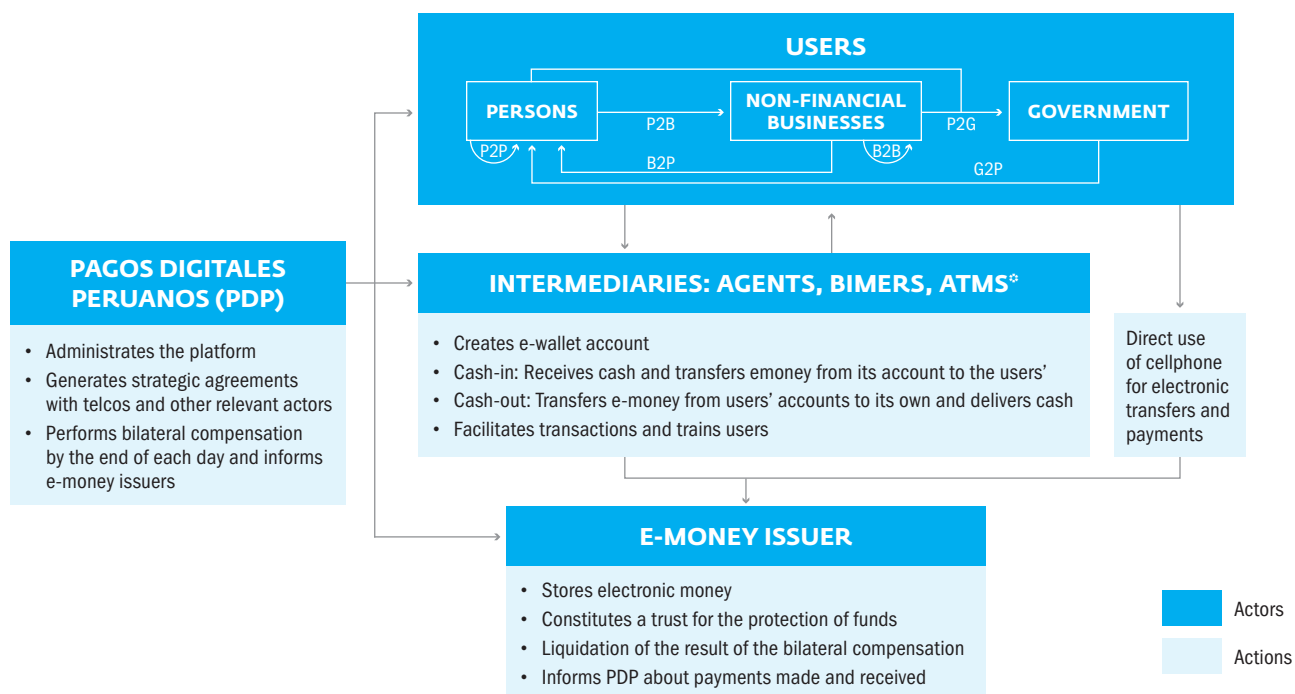 USERS
PERSONS
NON-FINANCIAL
BUSINESSES
GOVERNMENT
P2B
P2G
P2P
B2B
B2P
G2P
PAGOS DIGITALES
PERUANOS (PDP)
• Administrates the platform
• Generates strategic agreements
with telcos and other relevant actors
• Performs bilateral compensation
by the end of each day and informs
e-money issuers
INTERMEDIARIES: AGENTS, BIMERS, ATMS✡
• Creates e-wallet account
• Cash-in: Receives cash and transfers emoney from its account to the users’
• Cash-out: Transfers e-money from users’ accounts to its own and delivers cash
• Facilitates transactions and trains users
Direct use
of cellphone
for electronic
transfers and
payments
E-MONEY ISSUER
• Stores electronic money
• Constitutes a trust for the protection of funds
• Liquidation of the result of the bilateral compensation
• Informs PDP about payments made and received
Actors
Actions